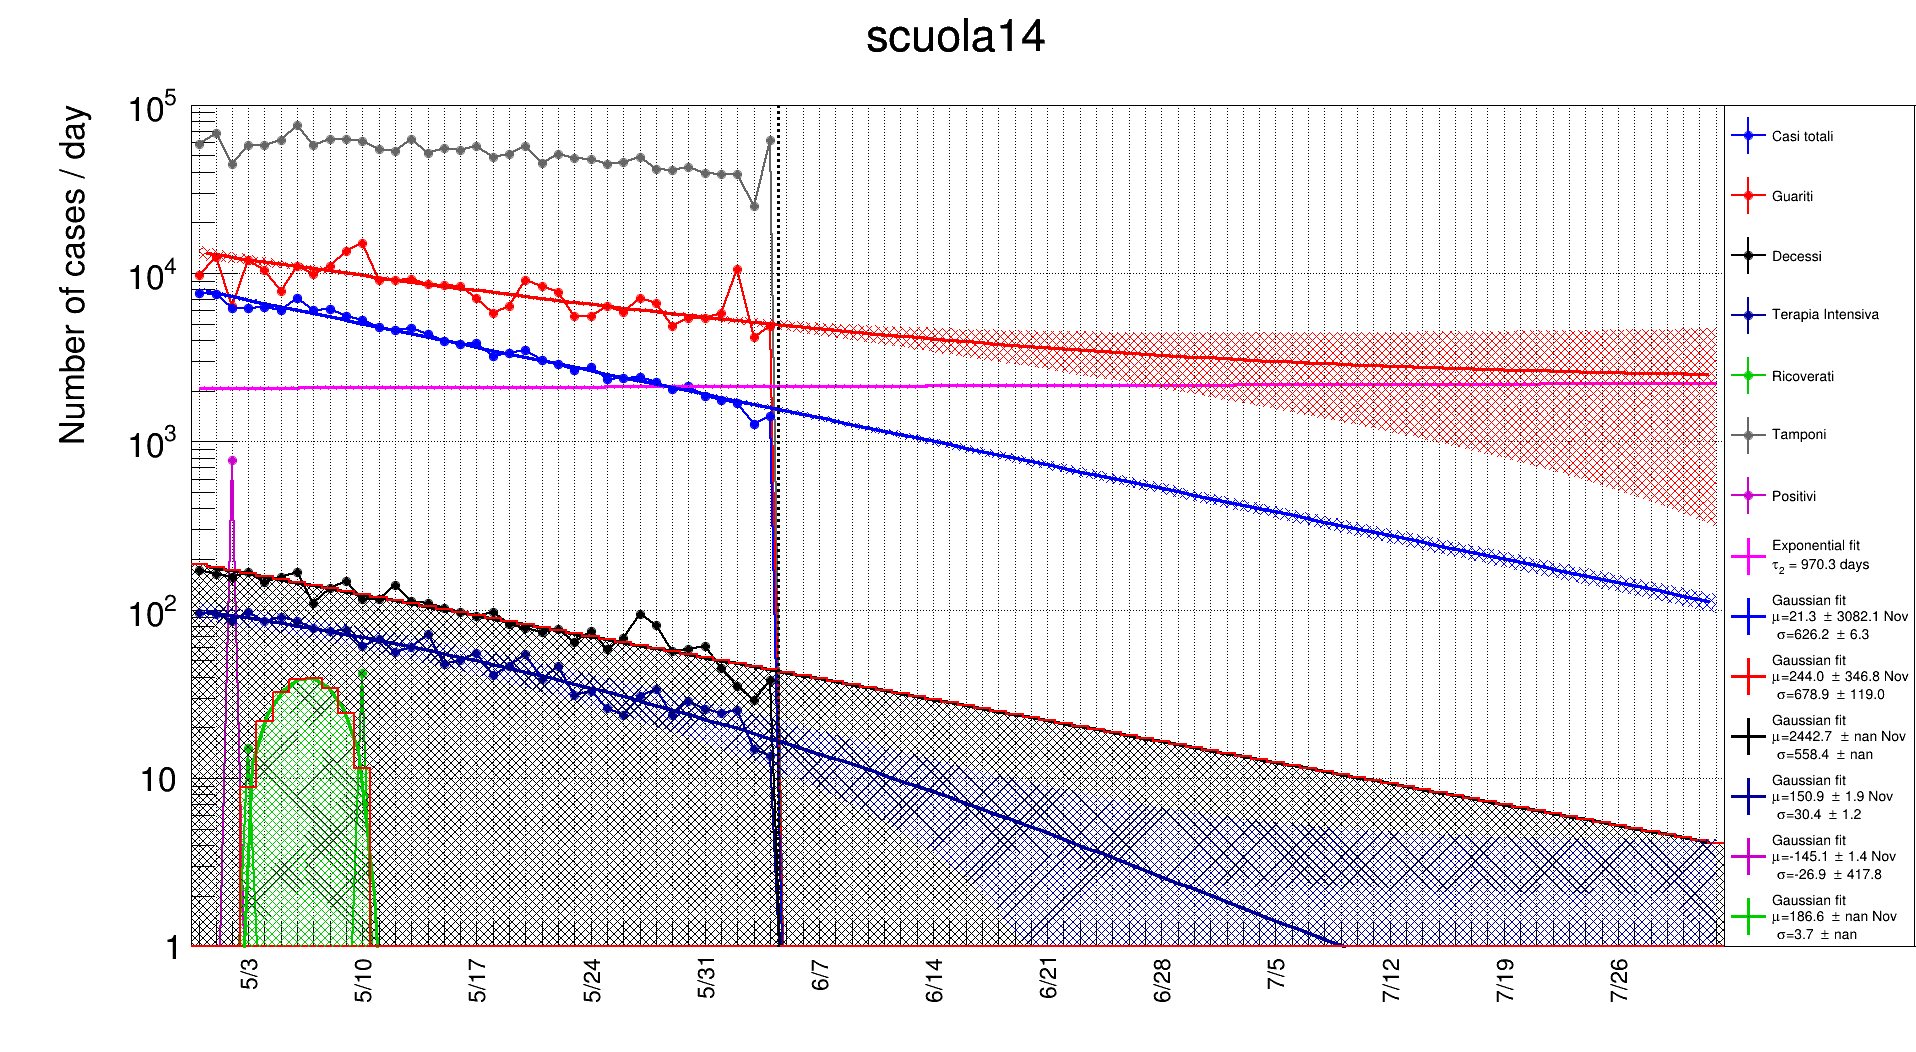 scuola14
Number of cases / day
10^5
10^4
10^3
10^2
10
1
5/3
5/10
5/17
5/24
5/31
6/7
6/14
6/21
6/28
7/5
7/12
7/19
7/26
Casi totali
Guariti
Decessi
Terapia Intensiva
Ricoverati
Tamponi
Positivi
Exponential fit
τ_2 = 970.3 days
Gaussian fit
μ=21.3 ± 3082.1 Nov
σ=626.2 ± 6.3
Gaussian fit
μ=244.0 ± 346.8 Nov
σ=678.9 ± 119.0
Gaussian fit
μ=2442.7 ± nan Nov
σ=558.4 ± nan
Gaussian fit
μ=150.9 ± 1.9 Nov
σ=30.4 ± 1.2
Gaussian fit
μ=-145.1 ± 1.4 Nov
σ=-26.9 ± 417.8
Gaussian fit
μ=186.6 ± nan Nov
σ=3.7 ± nan